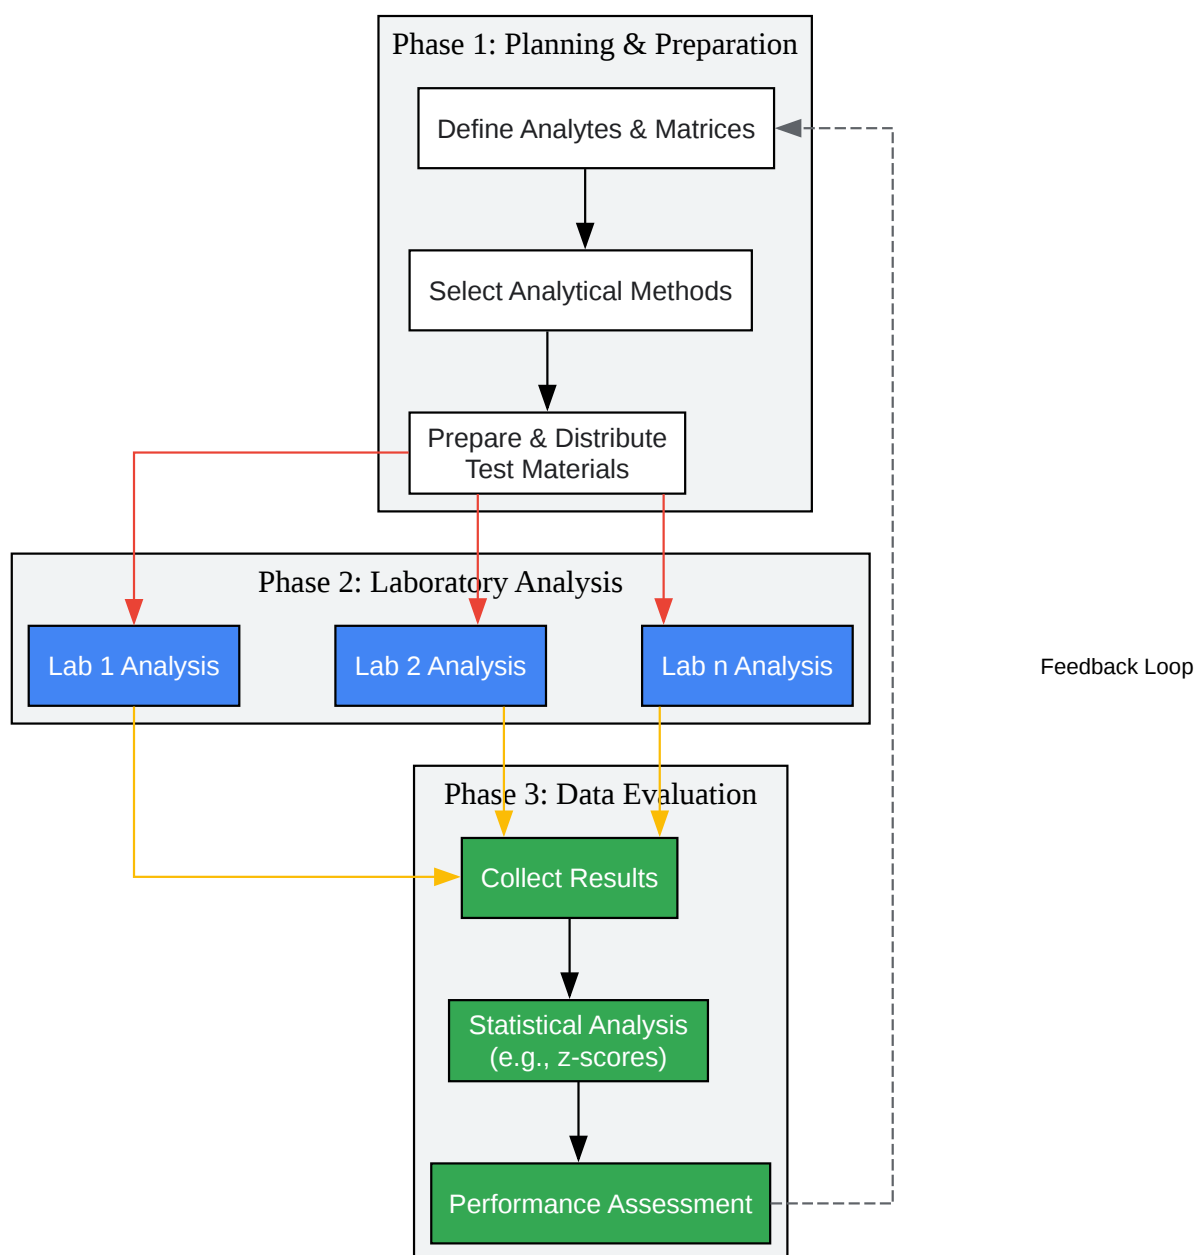 Phase 1: Planning & Preparation
Define Analytes & Matrices
Select Analytical Methods
Prepare & Distribute
Test Materials
Phase 2: Laboratory Analysis
Lab 1 Analysis
Lab 2 Analysis
Lab n Analysis
Feedback Loop
Phase 3: Data Evaluation
Collect Results
Statistical Analysis
(e.g., z-scores)
Performance Assessment